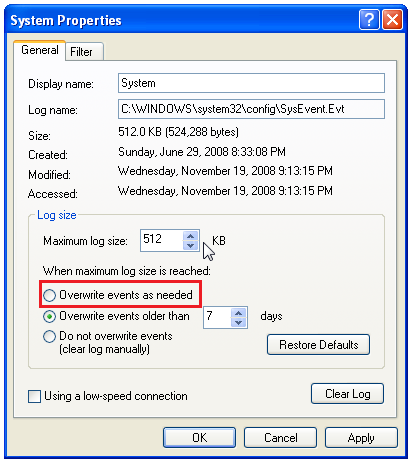 System Properties
General Filter
Display name: System
Log name: C:\WINDOWS\system32\config\SysEvent.Evt
Size: 512.0 KB (524,288 bytes)
Created: Sunday, June 29, 2008 8:33:08 PM
Modified: Wednesday, November 19, 2008 9:13:15 PM
Accessed: Wednesday, November 19, 2008 9:13:15 PM
Log size
Maximum log size: 512 KB
When maximum log size is reached:
Overwrite events as needed
Overwrite events older than 7 days
Do not overwrite events
(clear log manually)
Restore Defaults
Using a low-speed connection
Clear Log
OK Cancel Apply